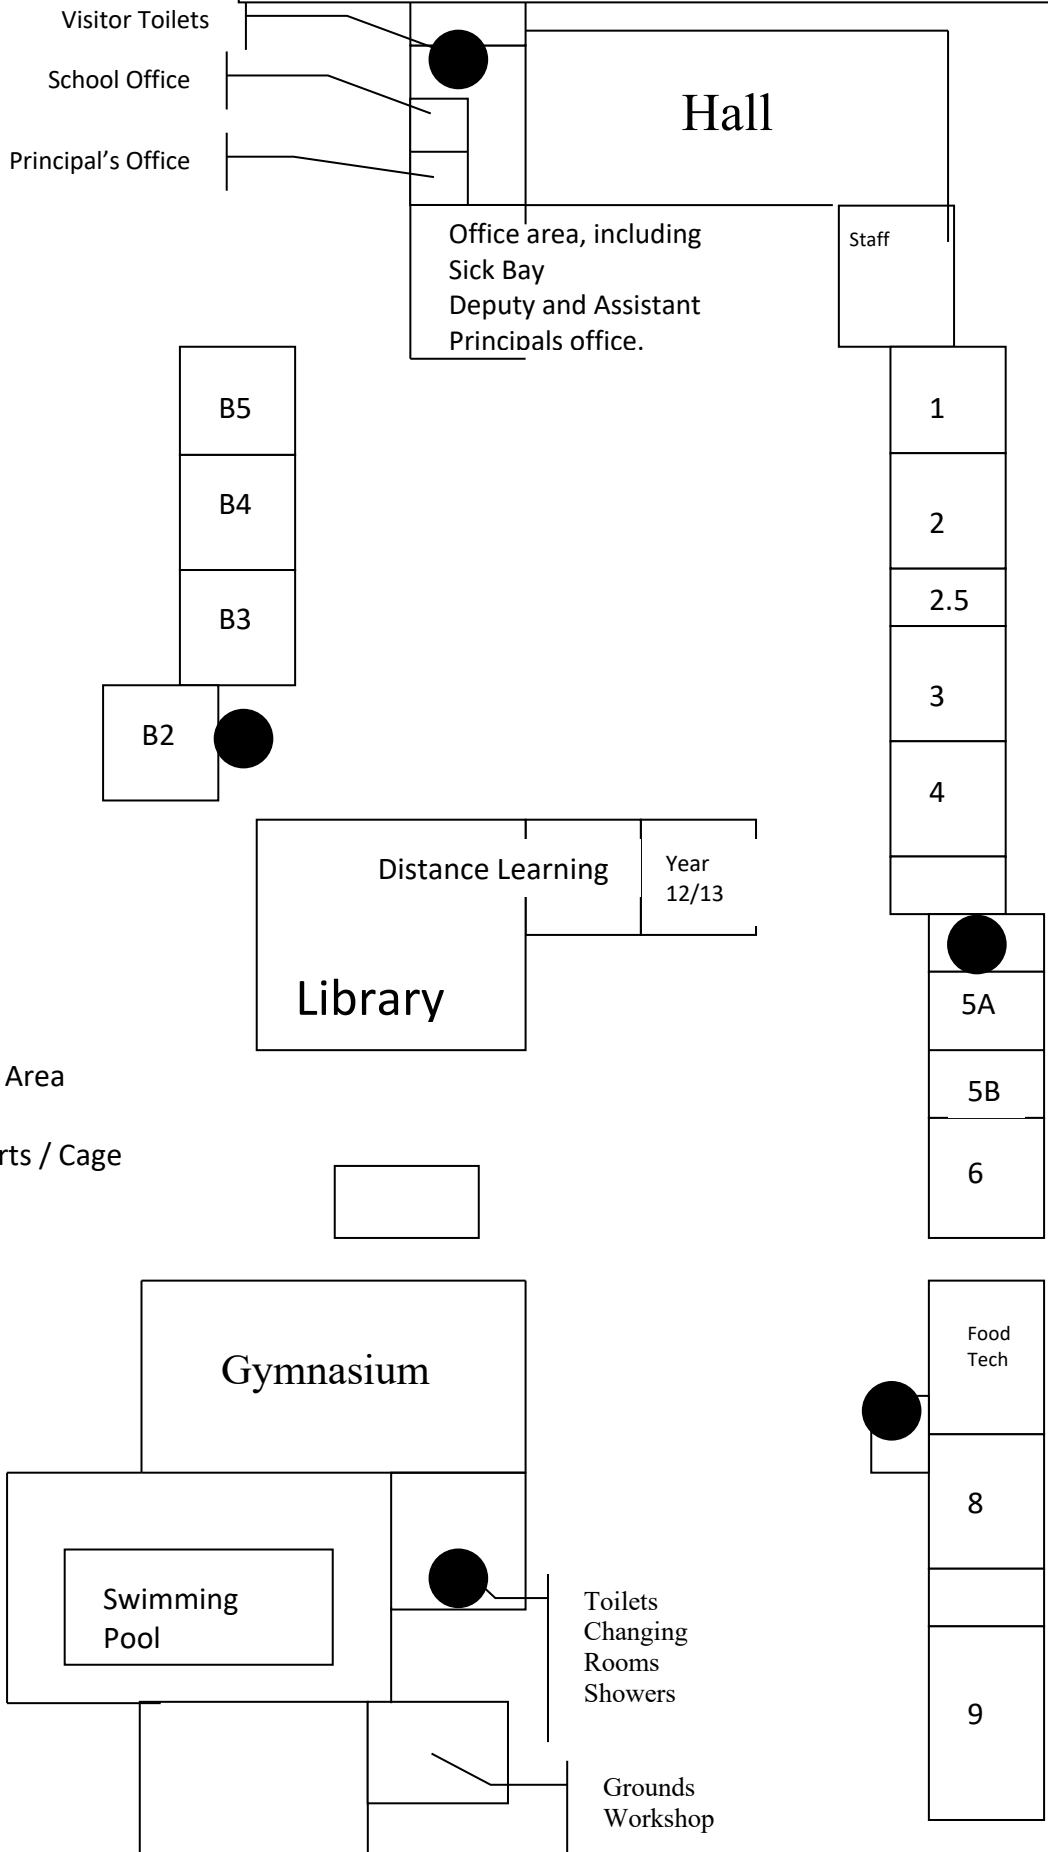 Visitor Toilets
School Office
Hall
Principal’s Office
Office area, including
Sick Bay
Deputy and Assistant
Principals office.
Staff
B5
1
B4
2
2.5
B3
3
B2
4
Distance Learning
Year
12/13
Library
5A
Area
5B
rts / Cage
6
Food
Tech
Gymnasium
8
Swimming
Pool
Toilets
Changing
Rooms
Showers
9
Grounds
Workshop